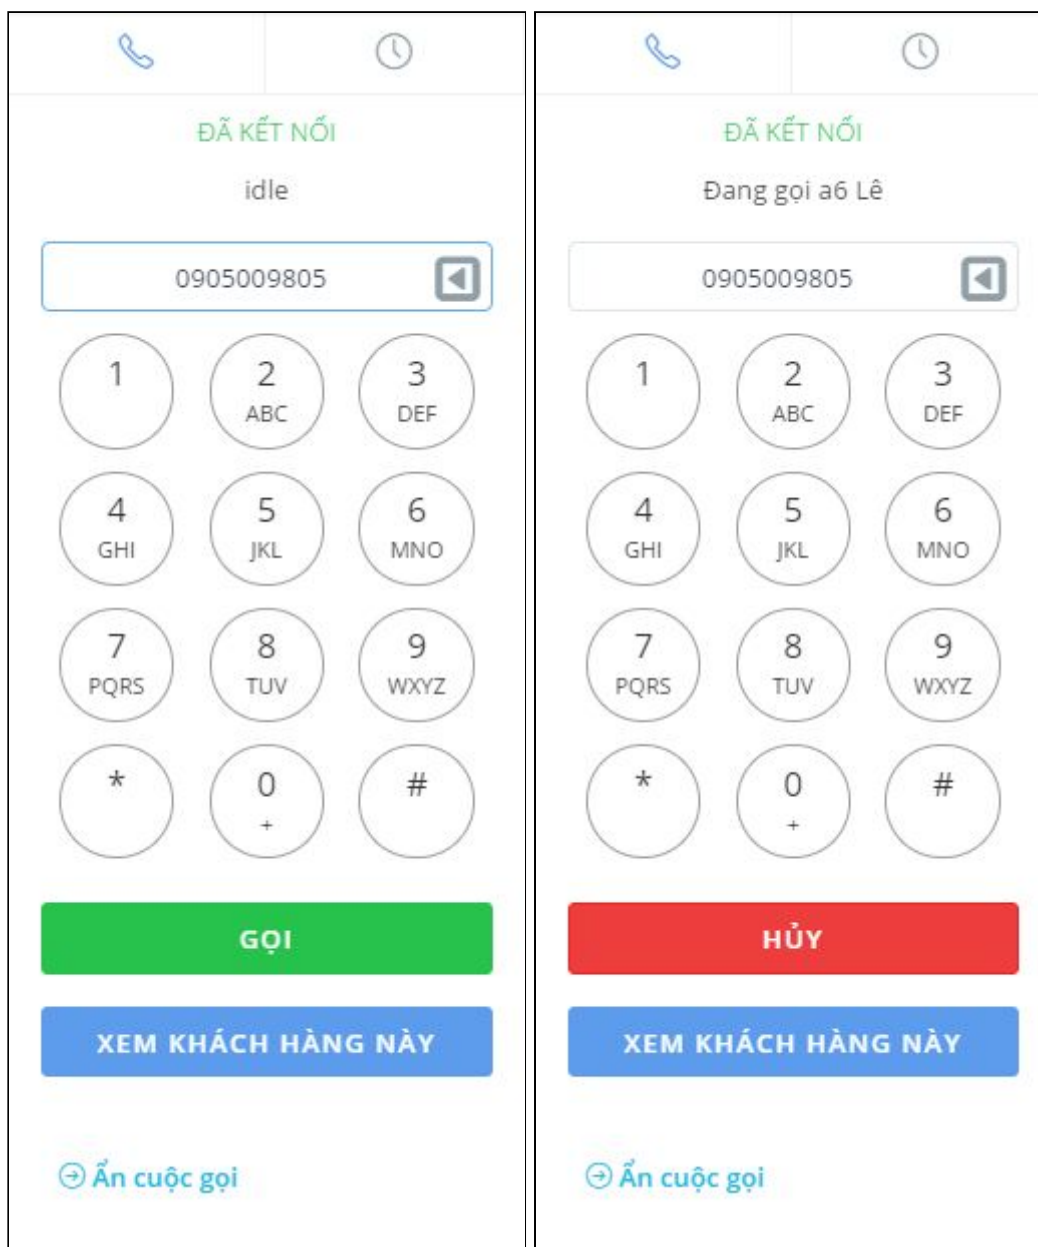 ĐÃ KẾT NỐI
idle
0905009805
1 2 3
ABC DEF
4 5 6
GHI JKL MNO
7 8 9
PQRS TUV WXYZ
* 0 #
+
GỌI
XEM KHÁCH HÀNG NÀY
Ẩn cuộc gọi
ĐÃ KẾT NỐI
Đang gọi a6 Lê
0905009805
1 2 3
ABC DEF
4 5 6
GHI JKL MNO
7 8 9
PQRS TUV WXYZ
* 0 #
+
HỦY
XEM KHÁCH HÀNG NÀY
Ẩn cuộc gọi